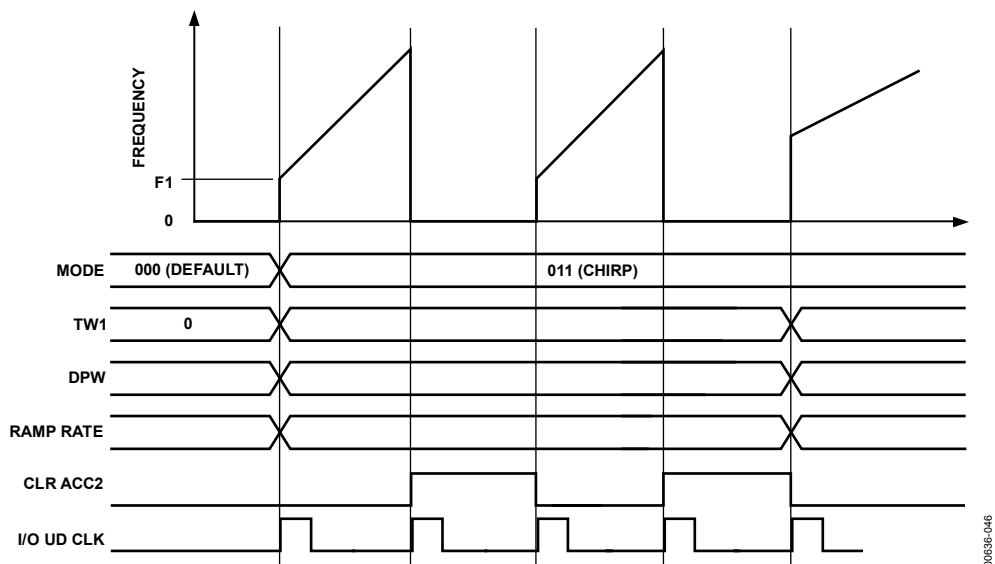 FREQUENCY
F1
0
MODE
000 (DEFAULT)
011 (CHIRP)
TW1
0
DPW
RAMP RATE
CLR ACC2
I/O UD CLK
00636-046